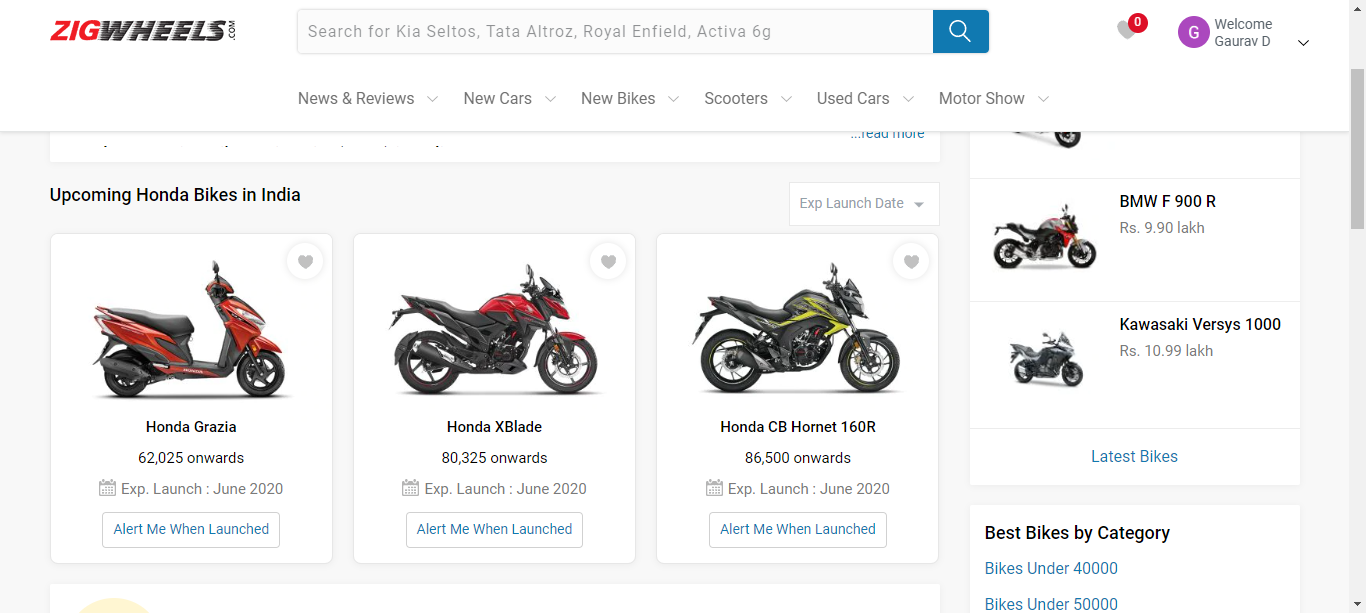 ZIGWHEELS.COM
Search for Kia Seltos, Tata Altroz, Royal Enfield, Activa 6g
0
G
Welcome
Gaurav D
News & Reviews
New Cars
New Bikes
Scooters
Used Cars
Motor Show
...read more
Upcoming Honda Bikes in India
Exp Launch Date
Honda Grazia
62,025 onwards
Exp. Launch : June 2020
Alert Me When Launched
Honda XBlade
80,325 onwards
Exp. Launch : June 2020
Alert Me When Launched
Honda CB Hornet 160R
86,500 onwards
Exp. Launch : June 2020
Alert Me When Launched
BMW F 900 R
Rs. 9.90 lakh
Kawasaki Versys 1000
Rs. 10.99 lakh
Latest Bikes
Best Bikes by Category
Bikes Under 40000
Bikes Under 50000